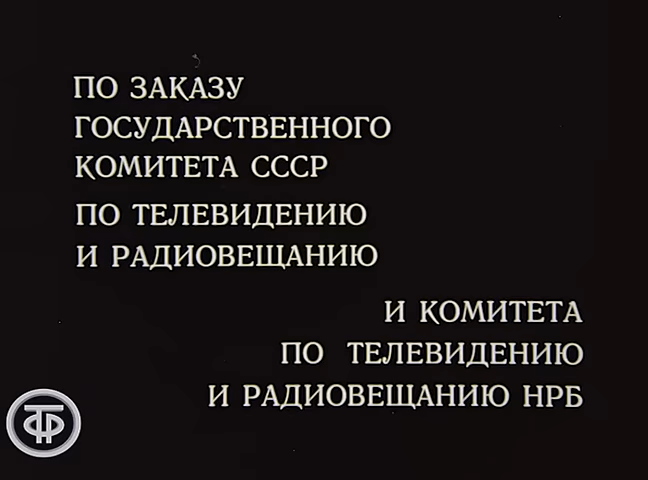 ПО ЗАКАЗУ
ГОСУДАРСТВЕННОГО
КОМИТЕТА СССР
ПО ТЕЛЕВИДЕНИЮ
И РАДИОВЕЩАНИЮ
И КОМИТЕТА
ПО ТЕЛЕВИДЕНИЮ
И РАДИОВЕЩАНИЮ НРБ